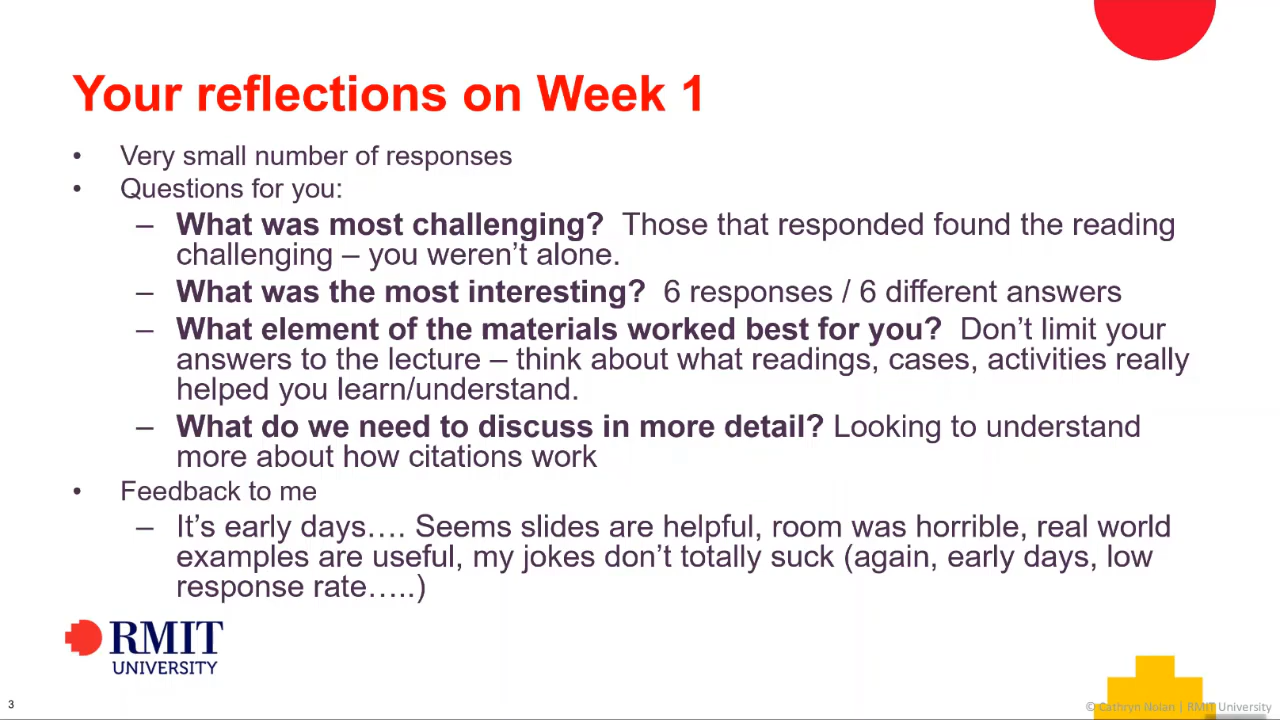 Your reflections on Week 1
• Very small number of responses
• Questions for you:
– What was most challenging? Those that responded found the reading
challenging – you weren’t alone.
– What was the most interesting? 6 responses / 6 different answers
– What element of the materials worked best for you? Don’t limit your
answers to the lecture – think about what readings, cases, activities really
helped you learn/understand.
– What do we need to discuss in more detail? Looking to understand
more about how citations work
• Feedback to me
– It’s early days…. Seems slides are helpful, room was horrible, real world
examples are useful, my jokes don’t totally suck (again, early days, low
response rate…..)
RMIT
UNIVERSITY
3
© Cathryn Nolan | RMIT University